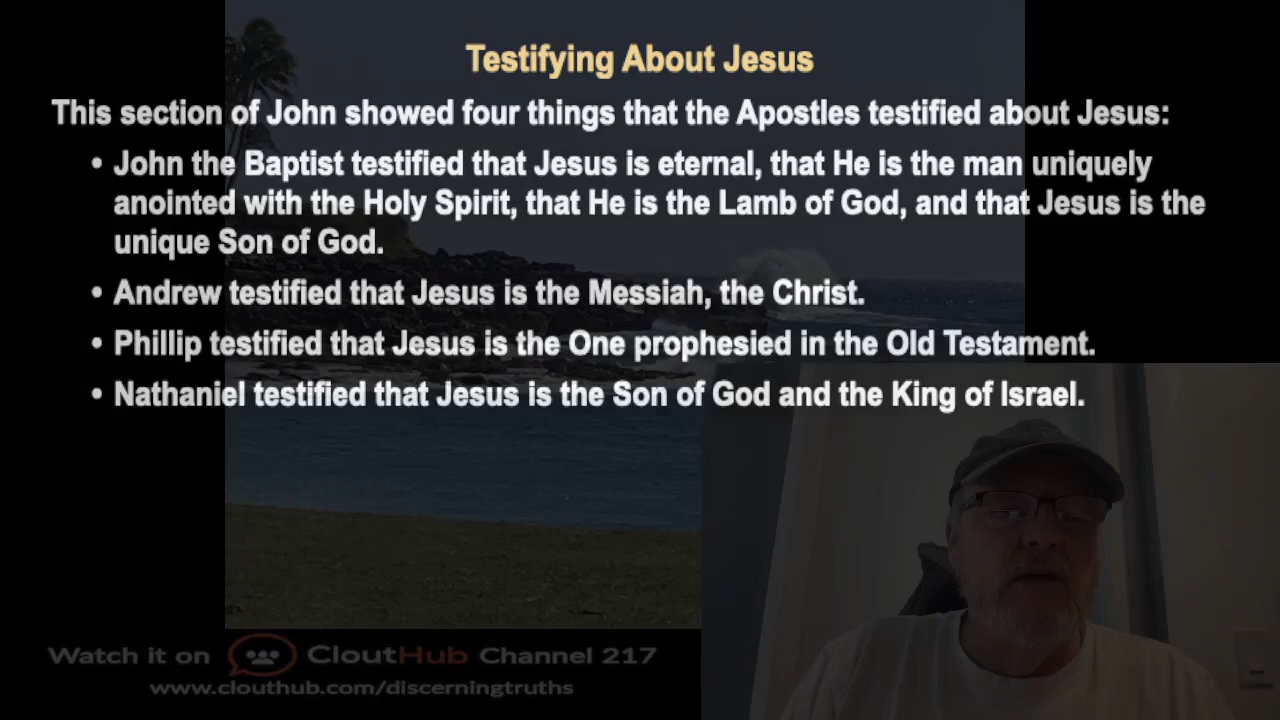 Testifying About Jesus
This section of John showed four things that the Apostles testified about Jesus:
• John the Baptist testified that Jesus is eternal, that He is the man uniquely
anointed with the Holy Spirit, that He is the Lamb of God, and that Jesus is the
unique Son of God.
• Andrew testified that Jesus is the Messiah, the Christ.
• Phillip testified that Jesus is the One prophesied in the Old Testament.
• Nathaniel testified that Jesus is the Son of God and the King of Israel.
Watch it on CloutHub Channel 217
www.clouthub.com/discerningtruths